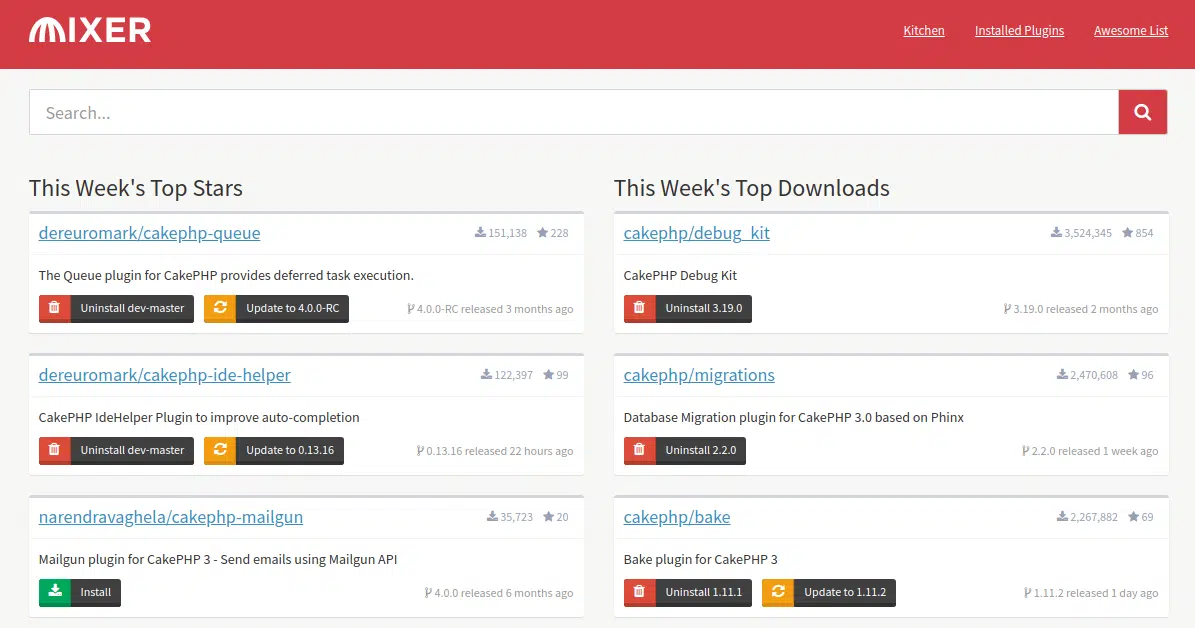 MIXER
Kitchen Installed Plugins Awesome List
Search...
This Week's Top Stars
dereuromark/cakephp-queue 151,138 228
The Queue plugin for CakePHP provides deferred task execution.
Uninstall dev-master Update to 4.0.0-RC 4.0.0-RC released 3 months ago
dereuromark/cakephp-ide-helper 122,397 99
CakePHP IdeHelper Plugin to improve auto-completion
Uninstall dev-master Update to 0.13.16 0.13.16 released 22 hours ago
narendravaghela/cakephp-mailgun 35,723 20
Mailgun plugin for CakePHP 3 - Send emails using Mailgun API
Install 4.0.0 released 6 months ago
This Week's Top Downloads
cakephp/debug_kit 3,524,345 854
CakePHP Debug Kit
Uninstall 3.19.0 3.19.0 released 2 months ago
cakephp/migrations 2,470,608 96
Database Migration plugin for CakePHP 3.0 based on Phinx
Uninstall 2.2.0 2.2.0 released 1 week ago
cakephp/bake 2,267,882 69
Bake plugin for CakePHP 3
Uninstall 1.11.1 Update to 1.11.2 1.11.2 released 1 day ago